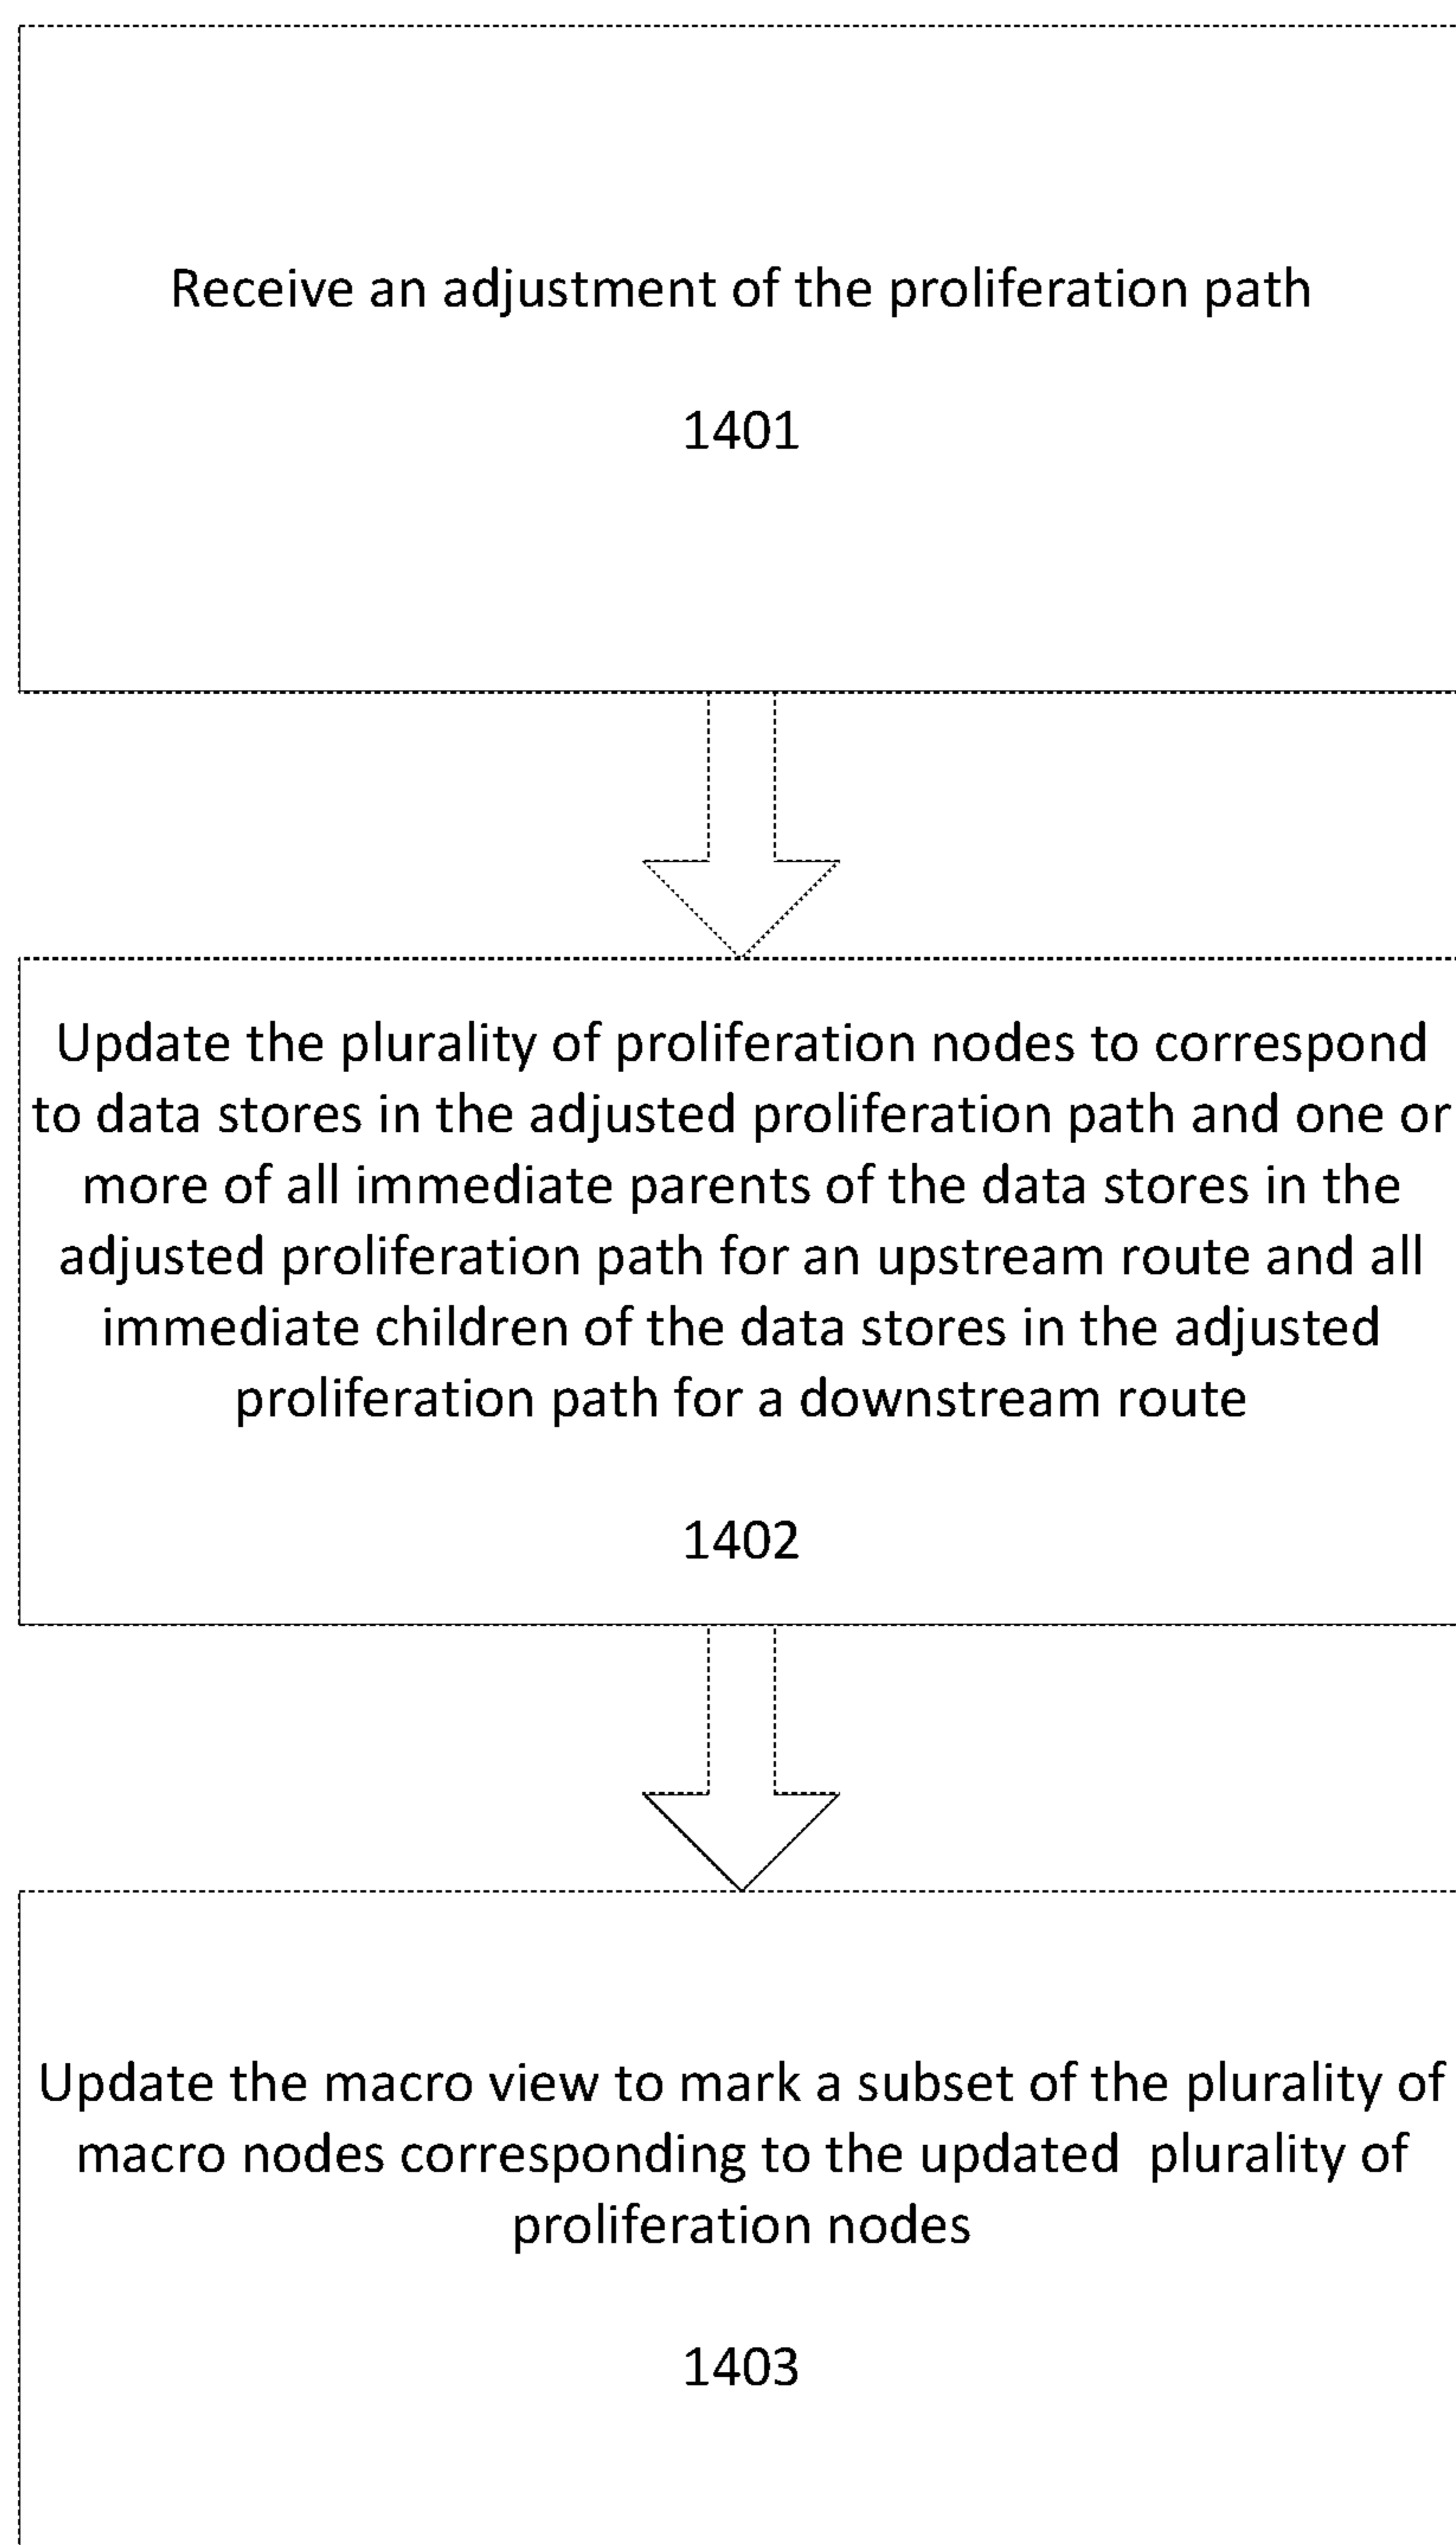 Receive an adjustment of the proliferation path
1401
Update the plurality of proliferation nodes to correspond
to data stores in the adjusted proliferation path and one or
more of all immediate parents of the data stores in the
adjusted proliferation path for an upstream route and all
immediate children of the data stores in the adjusted
proliferation path for a downstream route
1402
Update the macro view to mark a subset of the plurality of
macro nodes corresponding to the updated  plurality of
proliferation nodes
1403